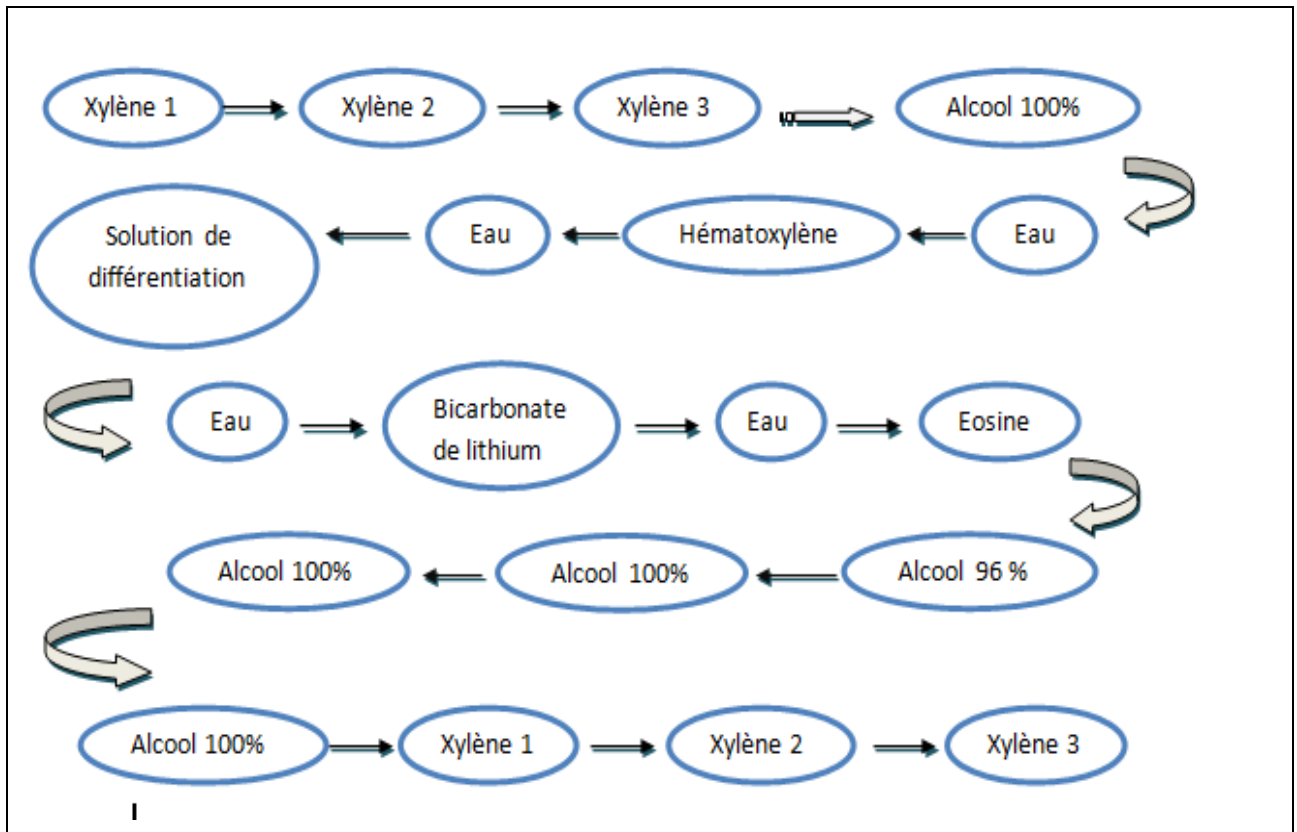 Xylène 1
Xylène 2
Xylène 3
Alcool 100%
Eau
Hématoxylène
Eau
Solution de
différentiation
Eau
Bicarbonate
de lithium
Eau
Eosine
Alcool 96 %
Alcool 100%
Alcool 100%
Alcool 100%
Xylène 1
Xylène 2
Xylène 3